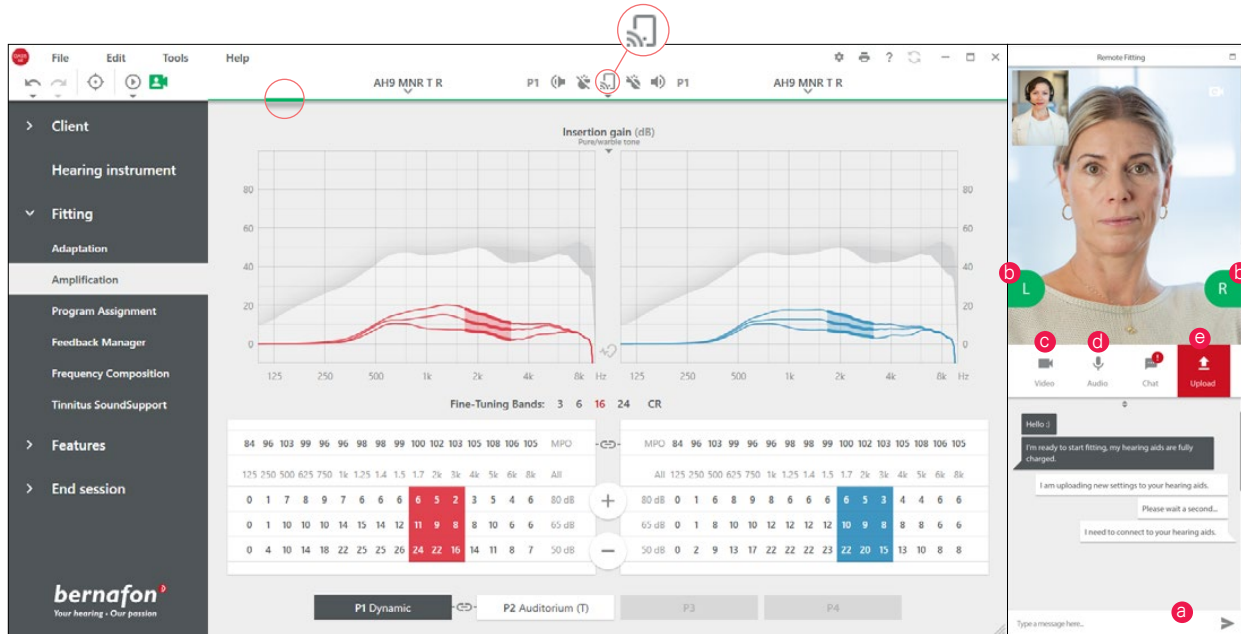 File Edit Tools Help
AH9 MNR T R P1 P1 AH9 MNR T R
Client
Hearing instrument
Fitting
Adaptation
Amplification
Program Assignment
Feedback Manager
Frequency Composition
Tinnitus SoundSupport
Features
End session
bernafon
Your hearing • Our passion
Insertion gain (dB)
Pure/warble tone
80 80
60 60
40 40
20 20
0 0
125 250 500 1k 2k 4k 8k Hz 125 250 500 1k 2k 4k 8k Hz
Fine-Tuning Bands: 3 6 16 24 CR
84 96 103 99 96 96 98 98 99 100 102 103 105 108 106 105 MPO
125 250 500 625 750 1k 1.25 1.4 1.5 1.7 2k 3k 4k 5k 6k 8k All
0 1 7 8 9 7 6 6 6 6 5 2 3 5 4 6 80 dB
0 1 10 10 10 14 15 14 12 11 9 8 8 10 6 6 65 dB
0 4 10 14 18 22 25 25 26 24 22 16 14 11 8 7 50 dB
MPO 84 96 103 99 96 96 98 98 99 100 102 103 105 108 106 105
All 125 250 500 625 750 1k 1.25 1.4 1.5 1.7 2k 3k 4k 5k 6k 8k
80 dB 0 1 6 8 9 8 6 6 6 6 5 3 4 4 6 6
65 dB 0 1 8 10 10 12 12 12 12 10 9 8 8 8 6 6
50 dB 0 2 9 13 17 22 22 22 23 22 20 15 13 10 8 8
P1 Dynamic P2 Auditorium (T) P3 P4
Remote Fitting
b b
L R
c d e
Video Audio Chat Upload
Hello :)
I'm ready to start fitting, my hearing aids are fully
charged.
I am uploading new settings to your hearing aids.
Please wait a second...
I need to connect to your hearing aids.
a
Type a message here...